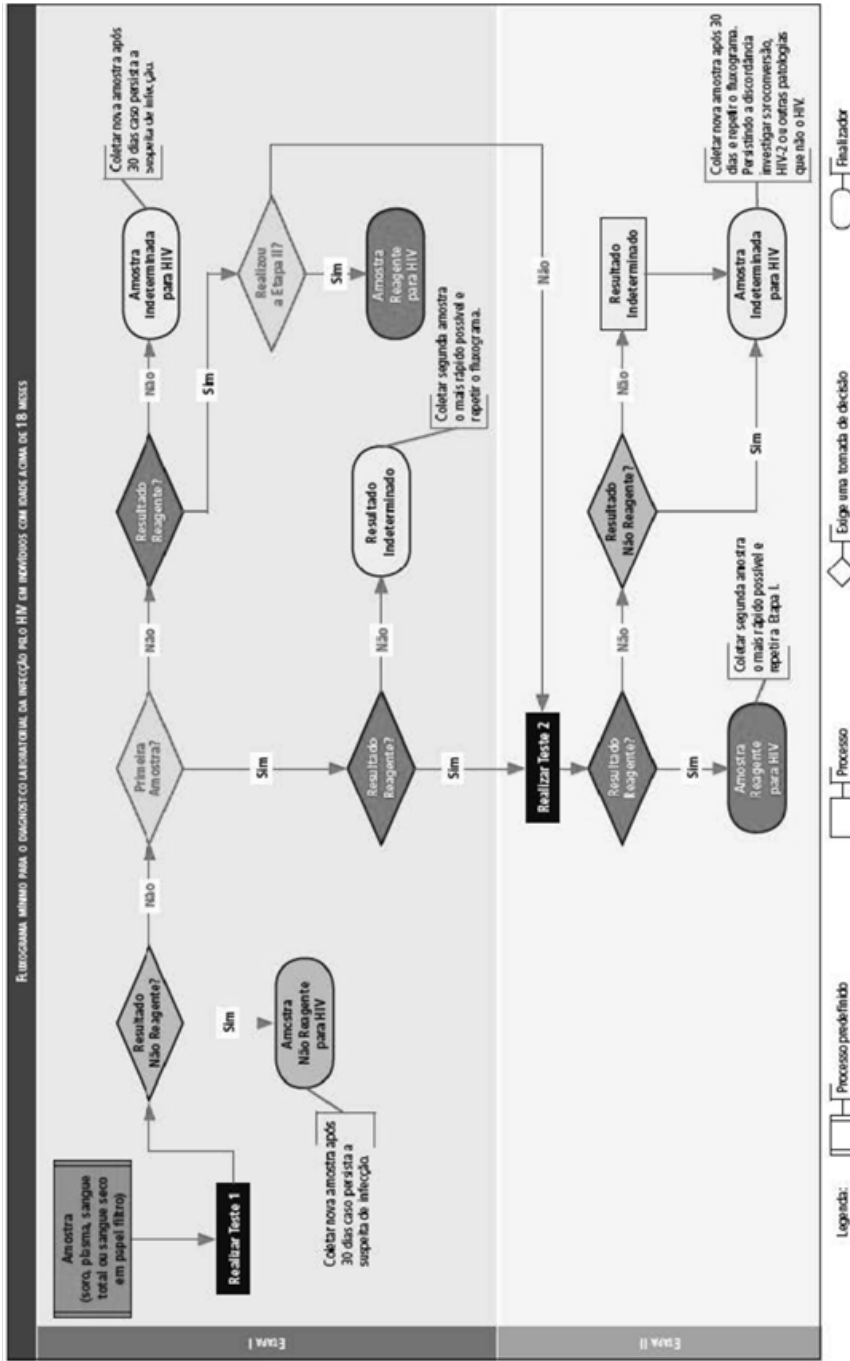 FLUXOGRAMA MÍNIMO PARA O DIAGNÓSTICO LABORATORIAL DA INFECÇÃO PELO HIV EM INDIVÍDUOS COM IDADE ACIMA DE 18 MESES
ETAPA I
Amostra
(soro, plasma, sangue
total ou sangue seco
em papel filtro)
Realizar Teste 1
Resultado
Não Reagente?
Sim
Amostra
Não Reagente
para HIV
Coletar nova amostra após
30 dias caso persista a
suspeita de infecção.
Não
Primeira
Amostra?
Não
Resultado
Reagente?
Não
Amostra
Indeterminada
para HIV
Coletar nova amostra após
30 dias caso persista a
suspeita de infecção.
Sim
Realizou
a Etapa II?
Sim
Amostra
Reagente
para HIV
Não
Sim
Resultado
Reagente?
Não
Resultado
Indeterminado
Coletar segunda amostra
o mais rápido possível e
repetir o fluxograma.
Sim
ETAPA II
Realizar Teste 2
Resultado
Reagente?
Sim
Amostra
Reagente
para HIV
Coletar segunda amostra
o mais rápido possível e
repetir a Etapa I.
Não
Resultado
Não Reagente?
Não
Resultado
Indeterminado
Sim
Amostra
Indeterminada
para HIV
Coletar nova amostra após 30
dias e repetir o fluxograma.
Persistindo a discordância
investigar soroconversão,
HIV-2 ou outras patologias
que não o HIV.
Legenda:
Processo predefinido
Processo
Exige uma tomada de decisão
Finalizador